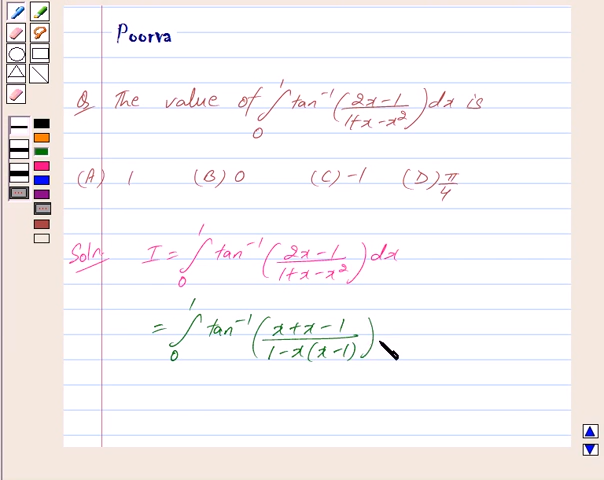 Poorva
Q. The value of ∫₀¹ tan⁻¹ ( (2x-1)/(1+x-x²) ) dx is
(A) 1 (B) 0 (C) -1 (D) π/4
Soln. I = ∫₀¹ tan⁻¹ ( (2x-1)/(1+x-x²) ) dx
= ∫₀¹ tan⁻¹ ( (x+x-1)/(1-x(x-1)) )